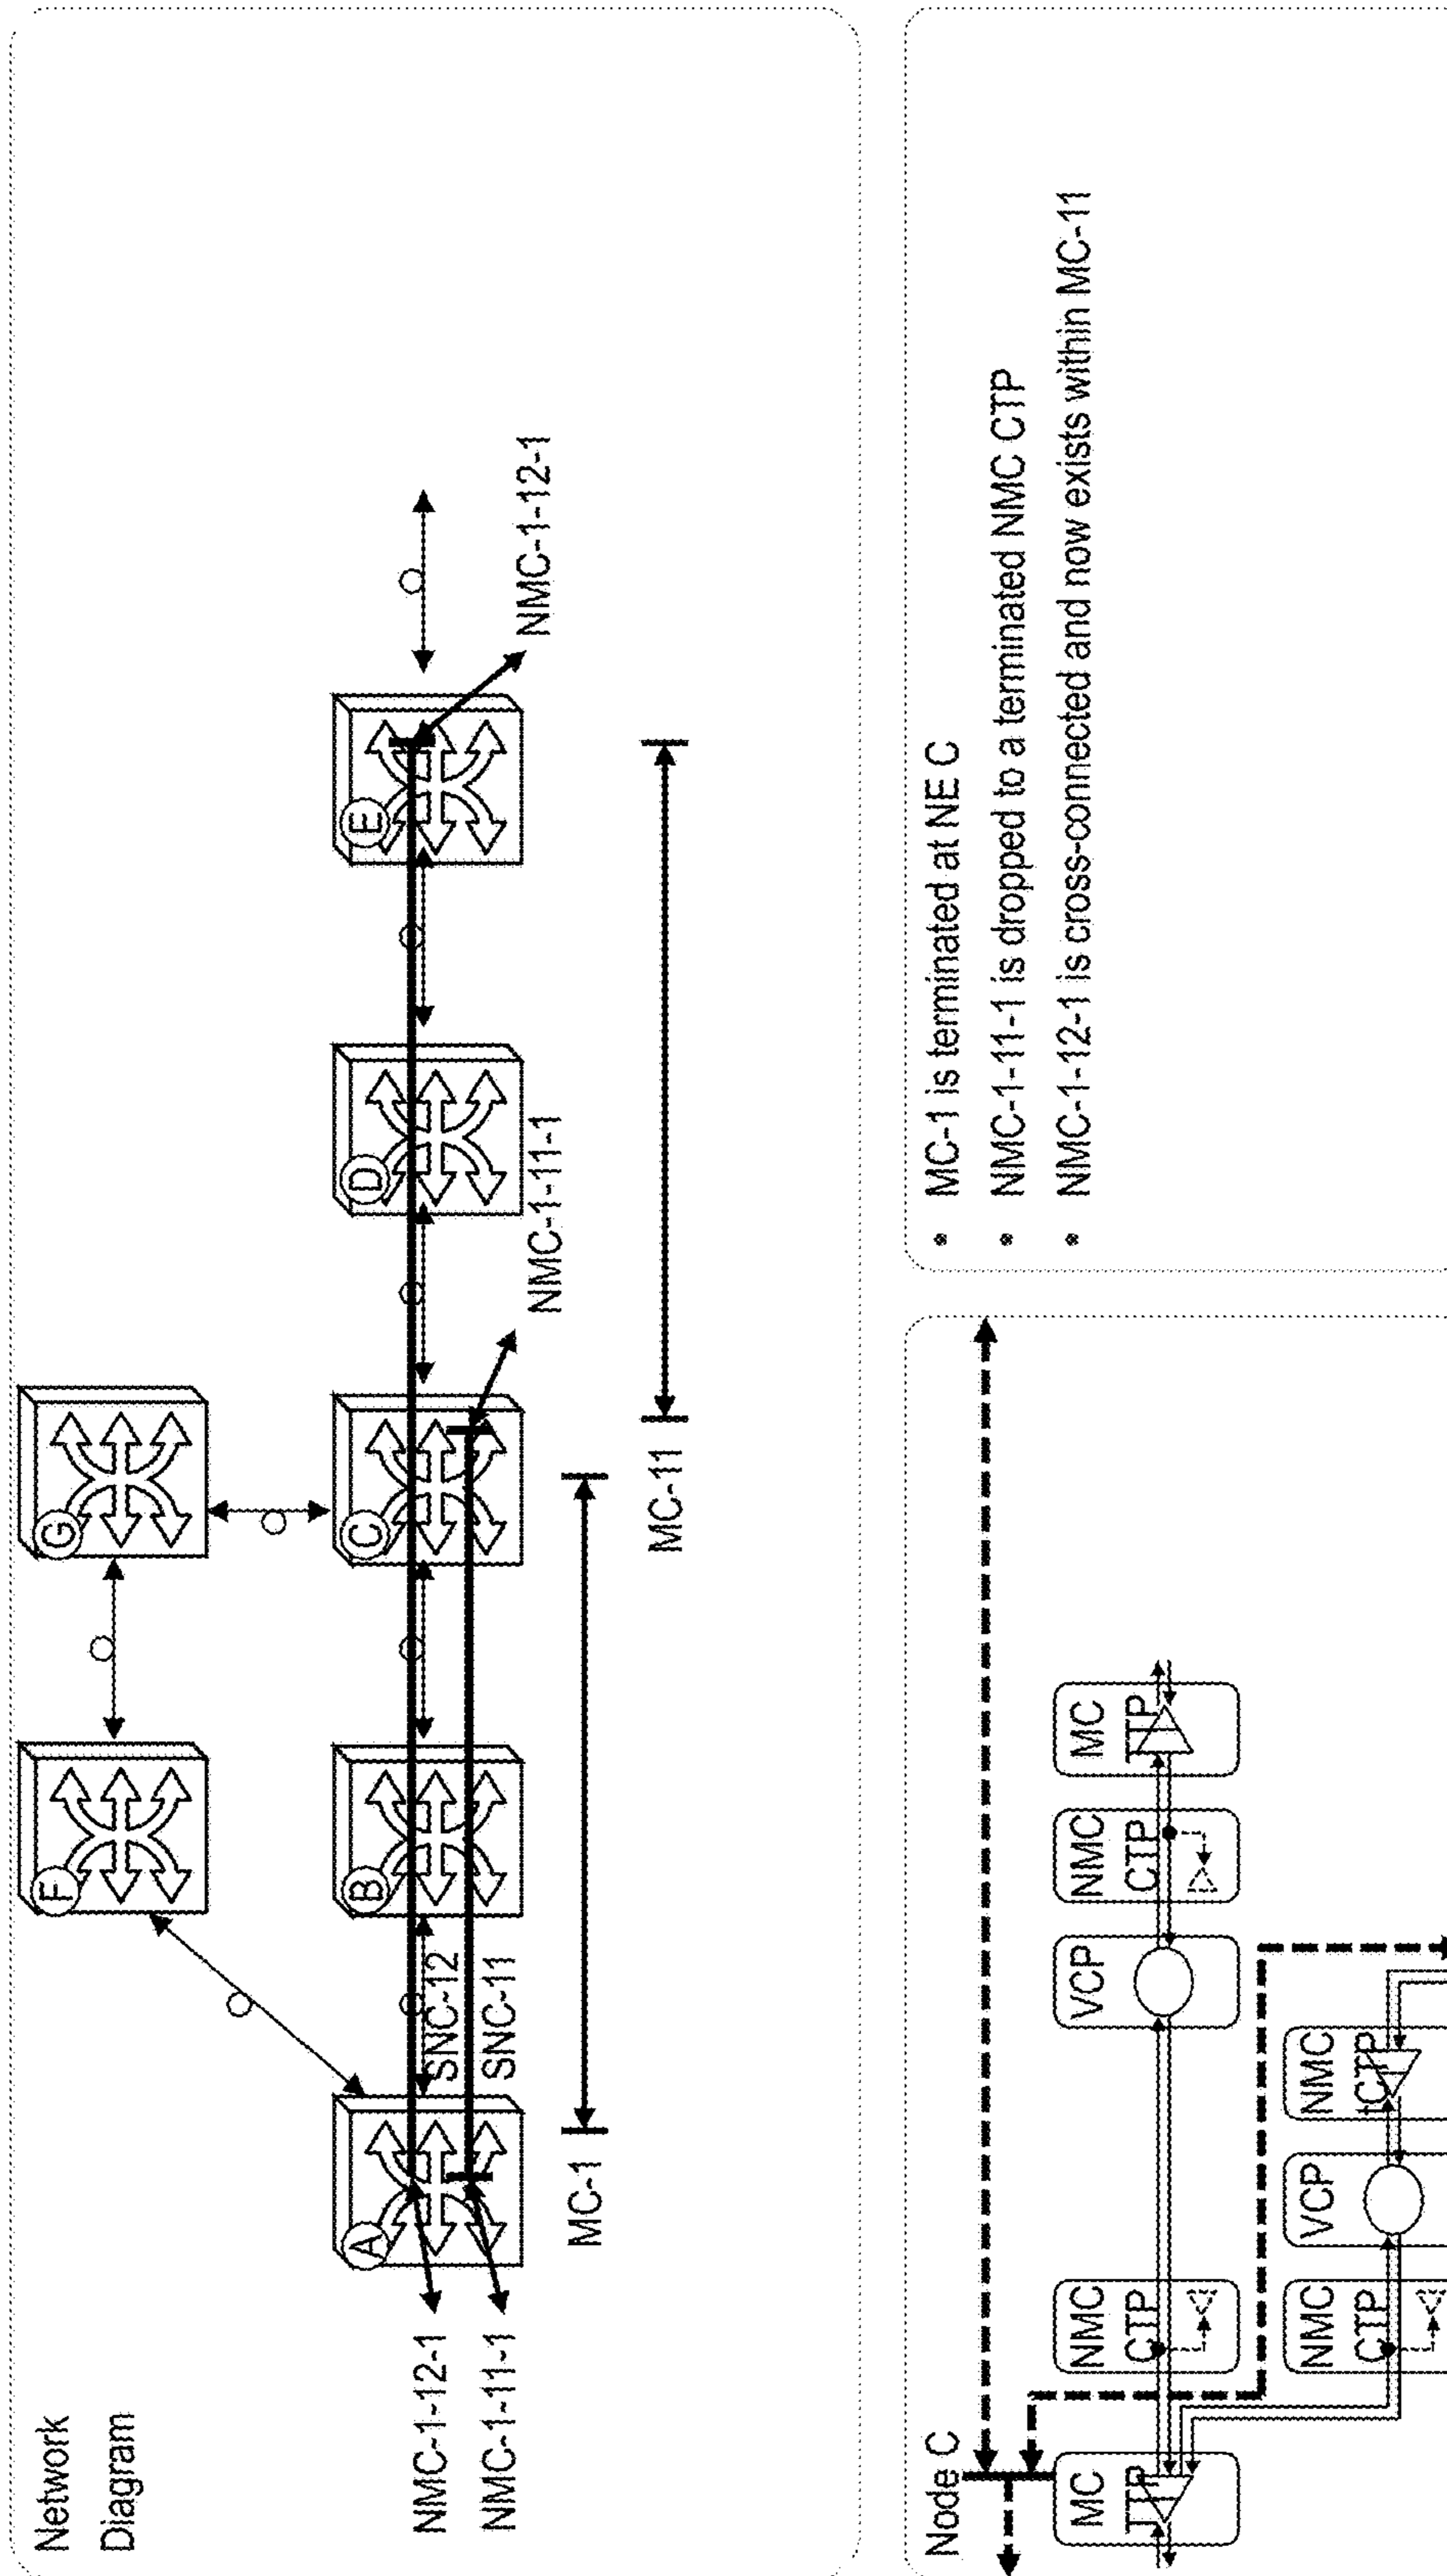 Network
Diagram
F
G
A
B
C
D
E
SNC-12
SNC-11
NMC-1-12-1
NMC-1-11-1
NMC-1-11-1
NMC-1-12-1
MC-1
MC-11
Node C
MC
TTP
NMC
CTP
VCP
NMC
CTP
MC
TTP
NMC
CTP
VCP
NMC
tCTP
• MC-1 is terminated at NE C
• NMC-1-11-1 is dropped to a terminated NMC CTP
• NMC-1-12-1 is cross-connected and now exists within MC-11